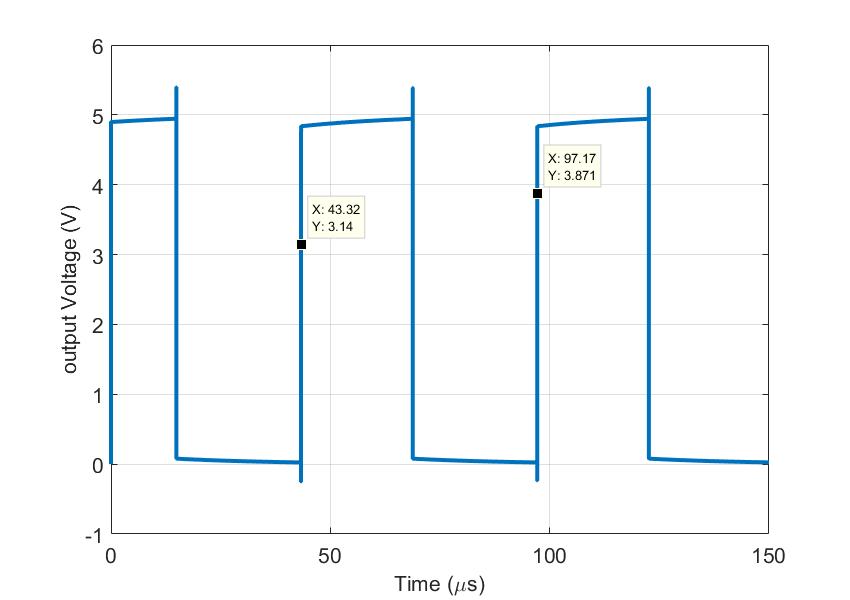 6
5
4
3
2
1
0
-1
output Voltage (V)
X: 43.32
Y: 3.14
X: 97.17
Y: 3.871
0
50
100
150
Time (μs)